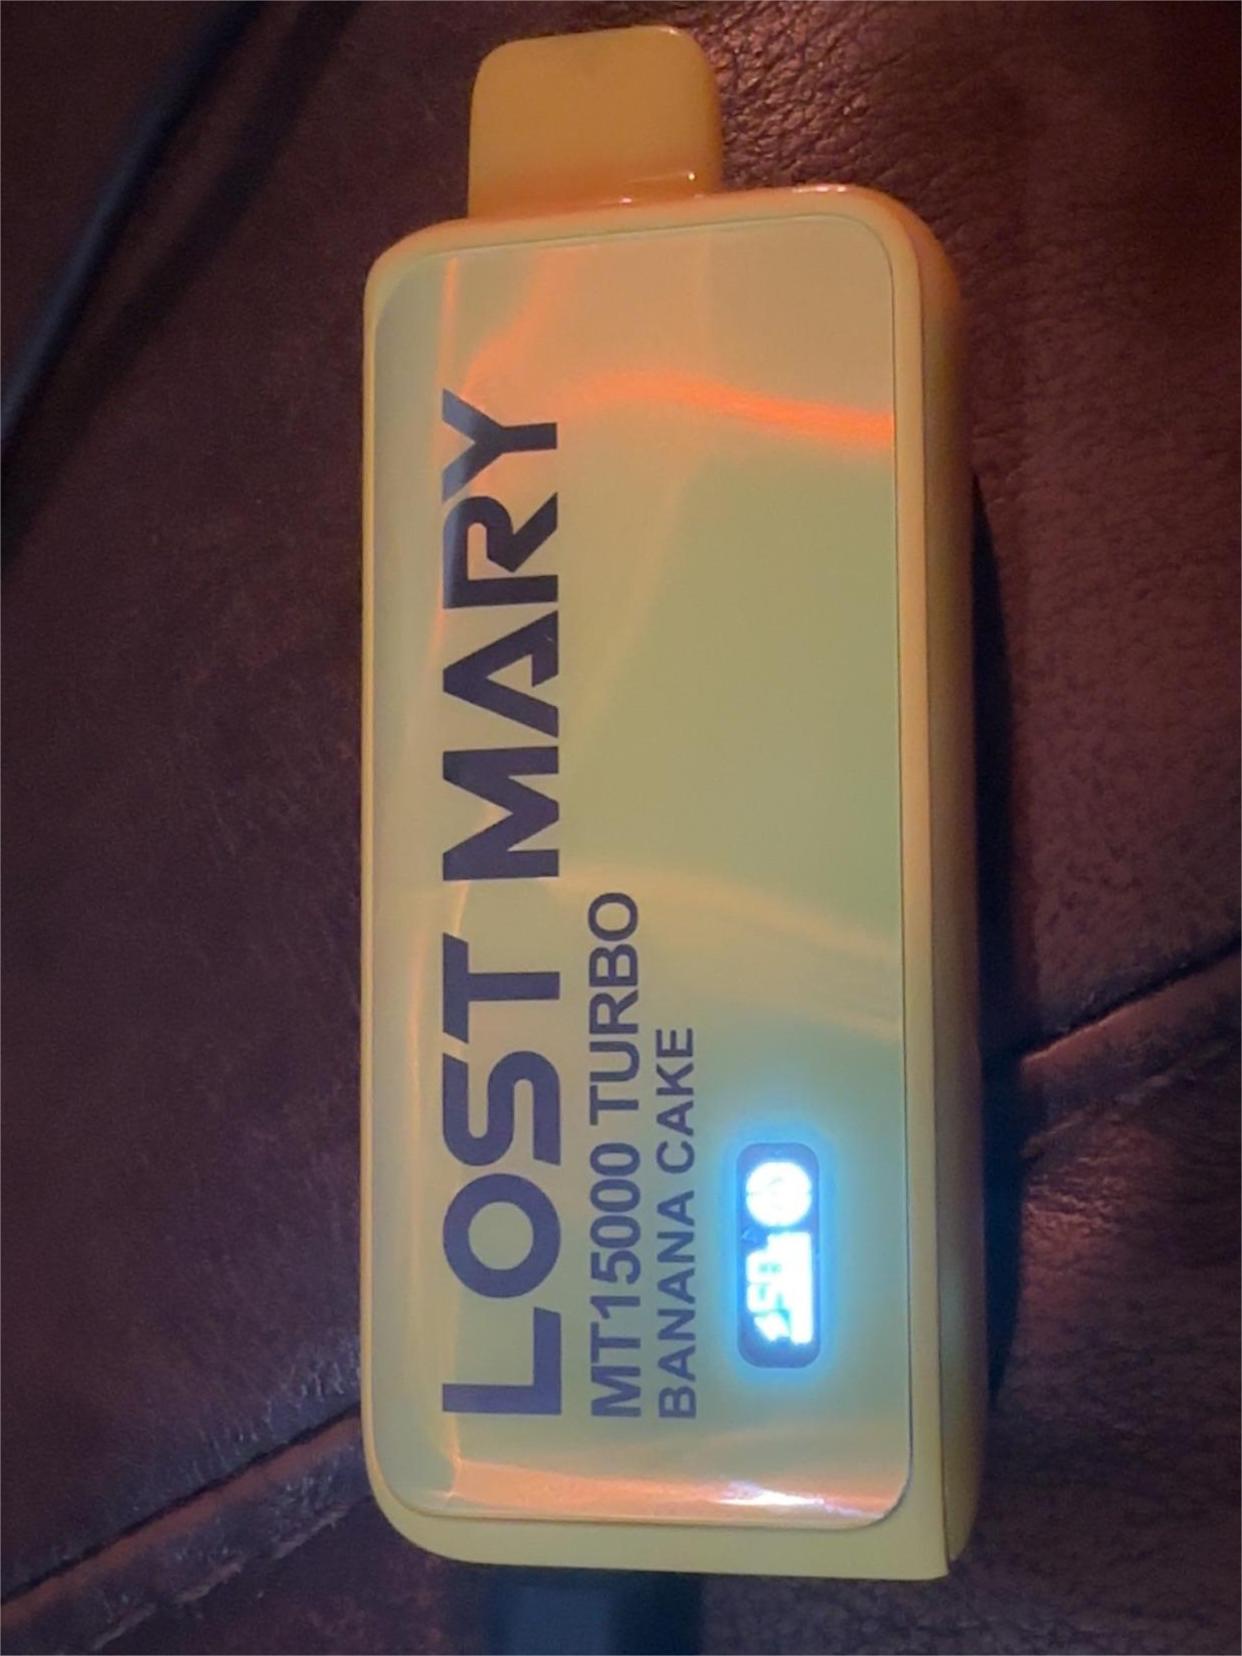 LOST MARY
MT15000 TURBO
BANANA CAKE